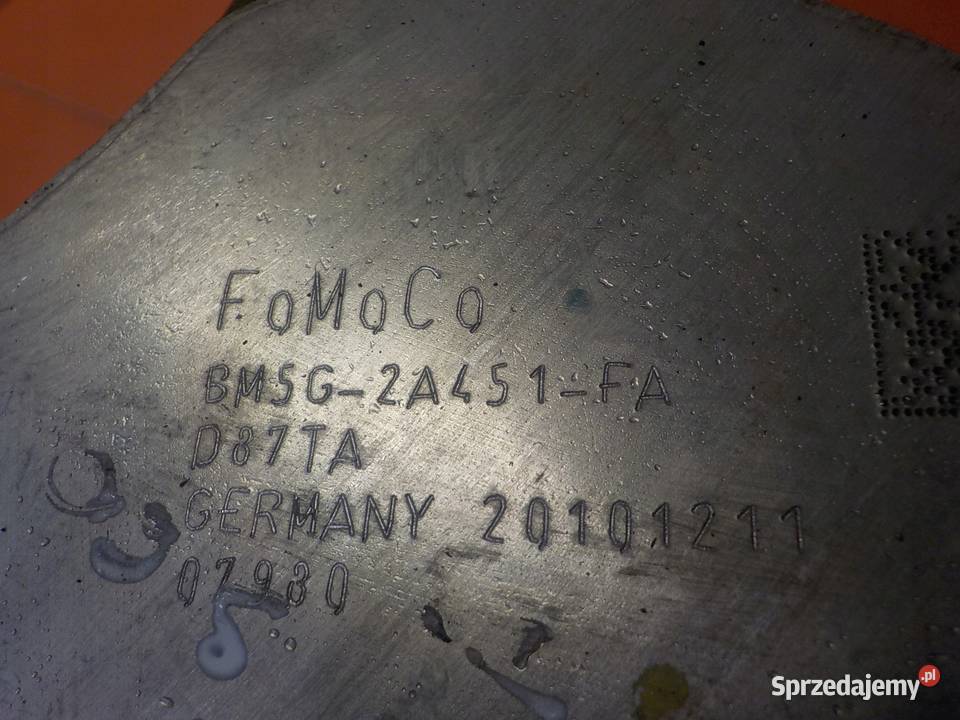 FoMoCo
BM5G-2A451-FA
D87TA
GERMANY 20101211
07930
Sprzedajemy.pl